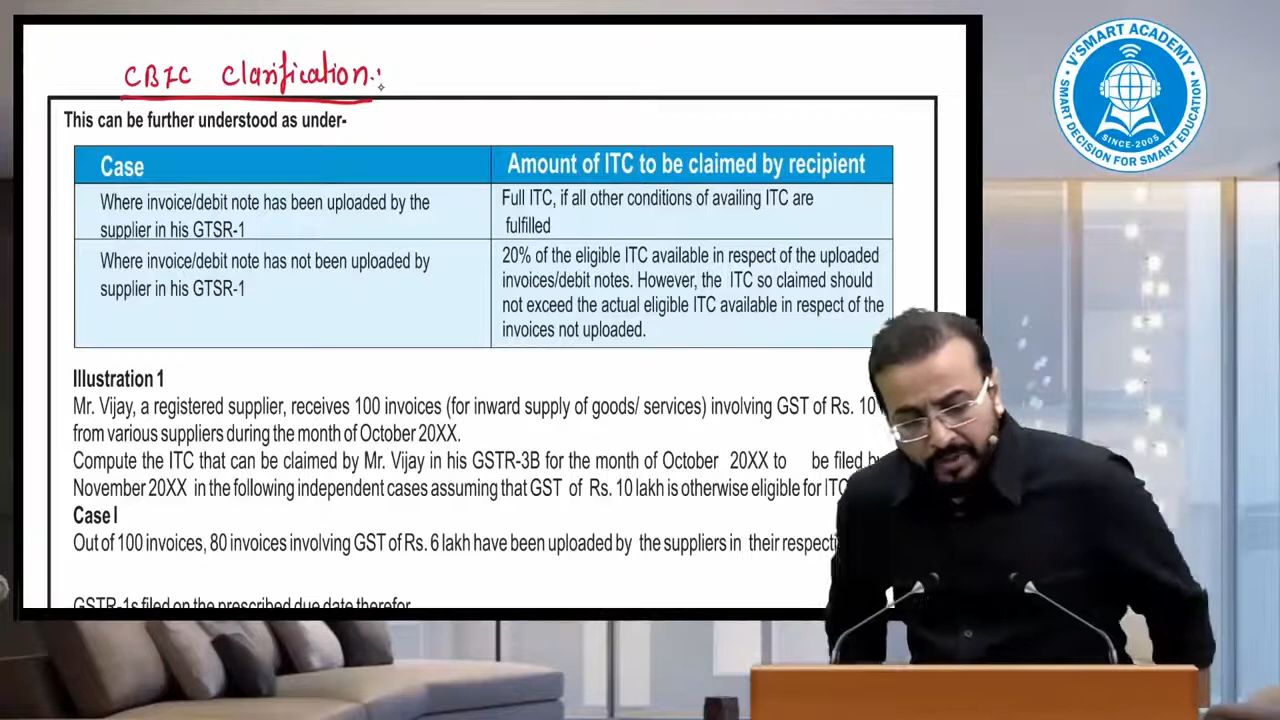 CBIC Clarification:
This can be further understood as under-
Case
Amount of ITC to be claimed by recipient
Where invoice/debit note has been uploaded by the
supplier in his GTSR-1
Full ITC, if all other conditions of availing ITC are
fulfilled
Where invoice/debit note has not been uploaded by
supplier in his GTSR-1
20% of the eligible ITC available in respect of the uploaded
invoices/debit notes. However, the ITC so claimed should
not exceed the actual eligible ITC available in respect of the
invoices not uploaded.
Illustration 1
Mr. Vijay, a registered supplier, receives 100 invoices (for inward supply of goods/ services) involving GST of Rs. 10
from various suppliers during the month of October 20XX.
Compute the ITC that can be claimed by Mr. Vijay in his GSTR-3B for the month of October 20XX to be filed
November 20XX in the following independent cases assuming that GST of Rs. 10 lakh is otherwise eligible for ITC
Case I
Out of 100 invoices, 80 invoices involving GST of Rs. 6 lakh have been uploaded by the suppliers in their
GSTR-1s filed on the prescribed due date therefor
V'SMART ACADEMY
SINCE-2005
SMART DECISION FOR SMART EDUCATION